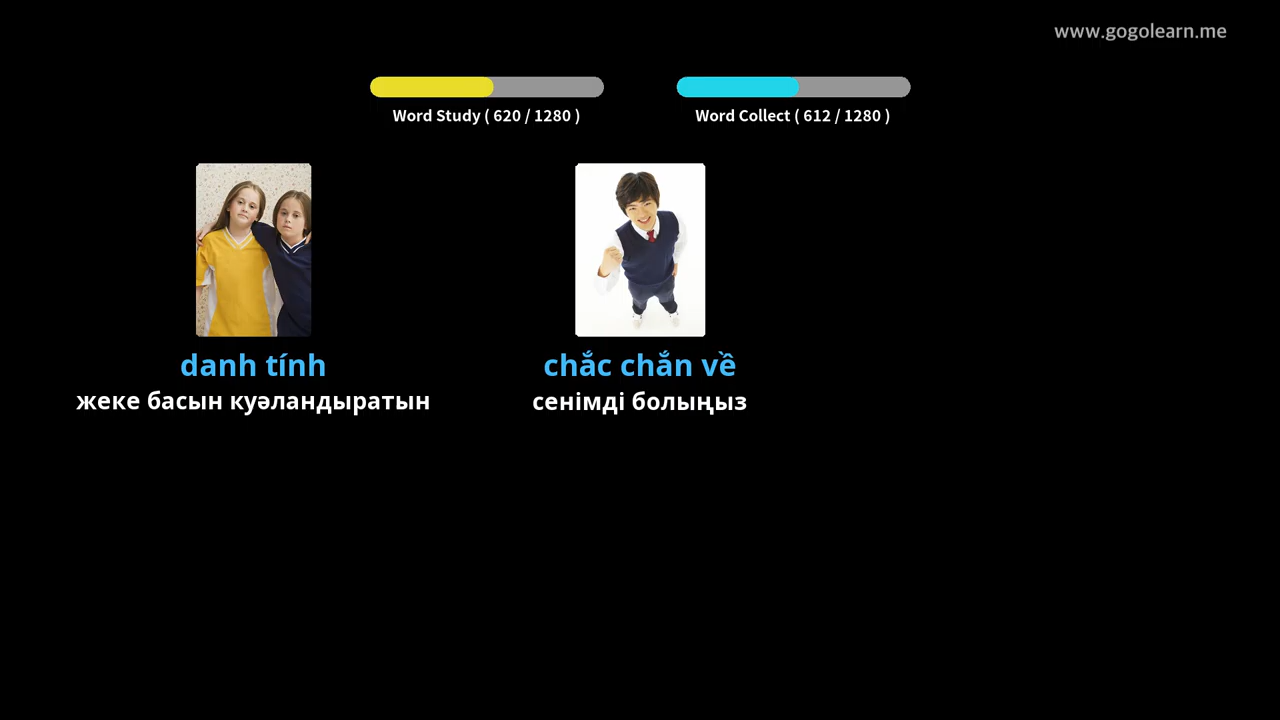 www.gogolearn.me
Word Study ( 620 / 1280 )
Word Collect ( 612 / 1280 )
danh tính
жеке басын куәландыратын
chắc chắn về
сенімді болыңыз